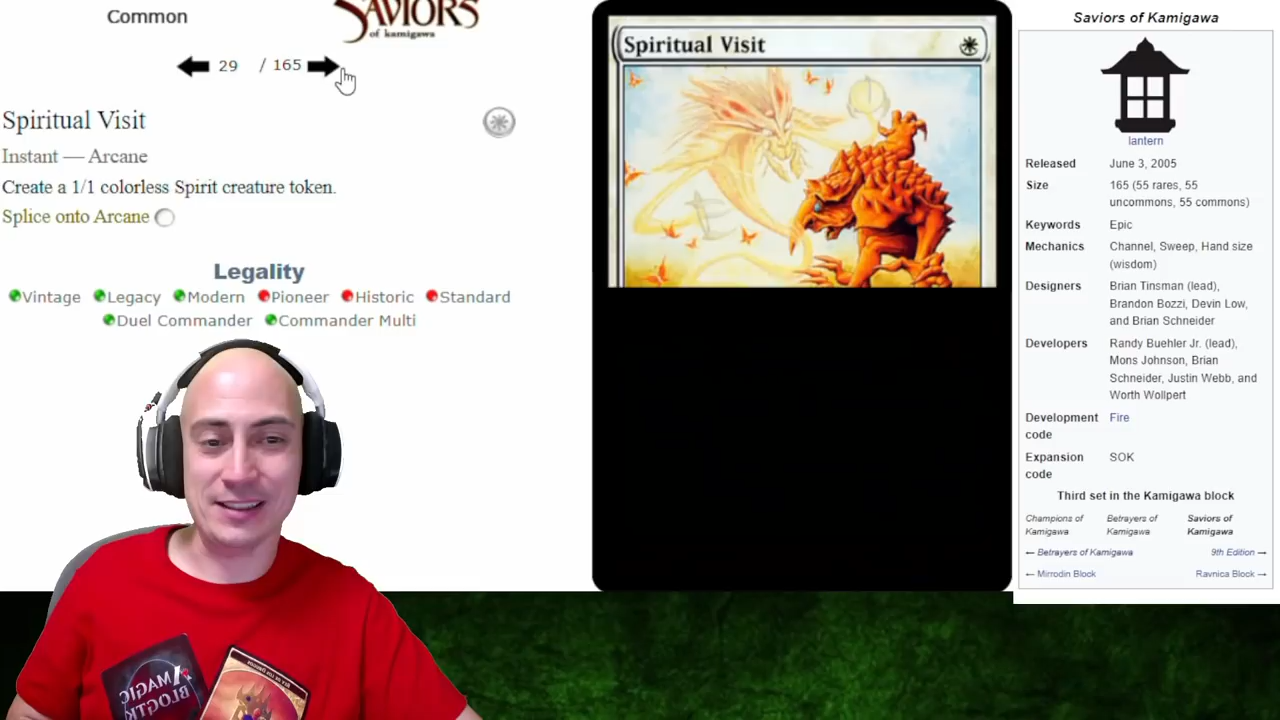 Common
SAVIORS
of kamigawa
29 / 165
Spiritual Visit
Instant — Arcane
Create a 1/1 colorless Spirit creature token.
Splice onto Arcane
Legality
Vintage Legacy Modern Pioneer Historic Standard
Duel Commander Commander Multi
Spiritual Visit
Saviors of Kamigawa
lantern
Released June 3, 2005
Size 165 (55 rares, 55
uncommons, 55 commons)
Keywords Epic
Mechanics Channel, Sweep, Hand size
(wisdom)
Designers Brian Tinsman (lead),
Brandon Bozzi, Devin Low,
and Brian Schneider
Developers Randy Buehler Jr. (lead),
Mons Johnson, Brian
Schneider, Justin Webb, and
Worth Wollpert
Development Fire
code
Expansion SOK
code
Third set in the Kamigawa block
Champions of Betrayers of Saviors of
Kamigawa Kamigawa Kamigawa
← Betrayers of Kamigawa 9th Edition →
← Mirrodin Block Ravnica Block →
MAGIC